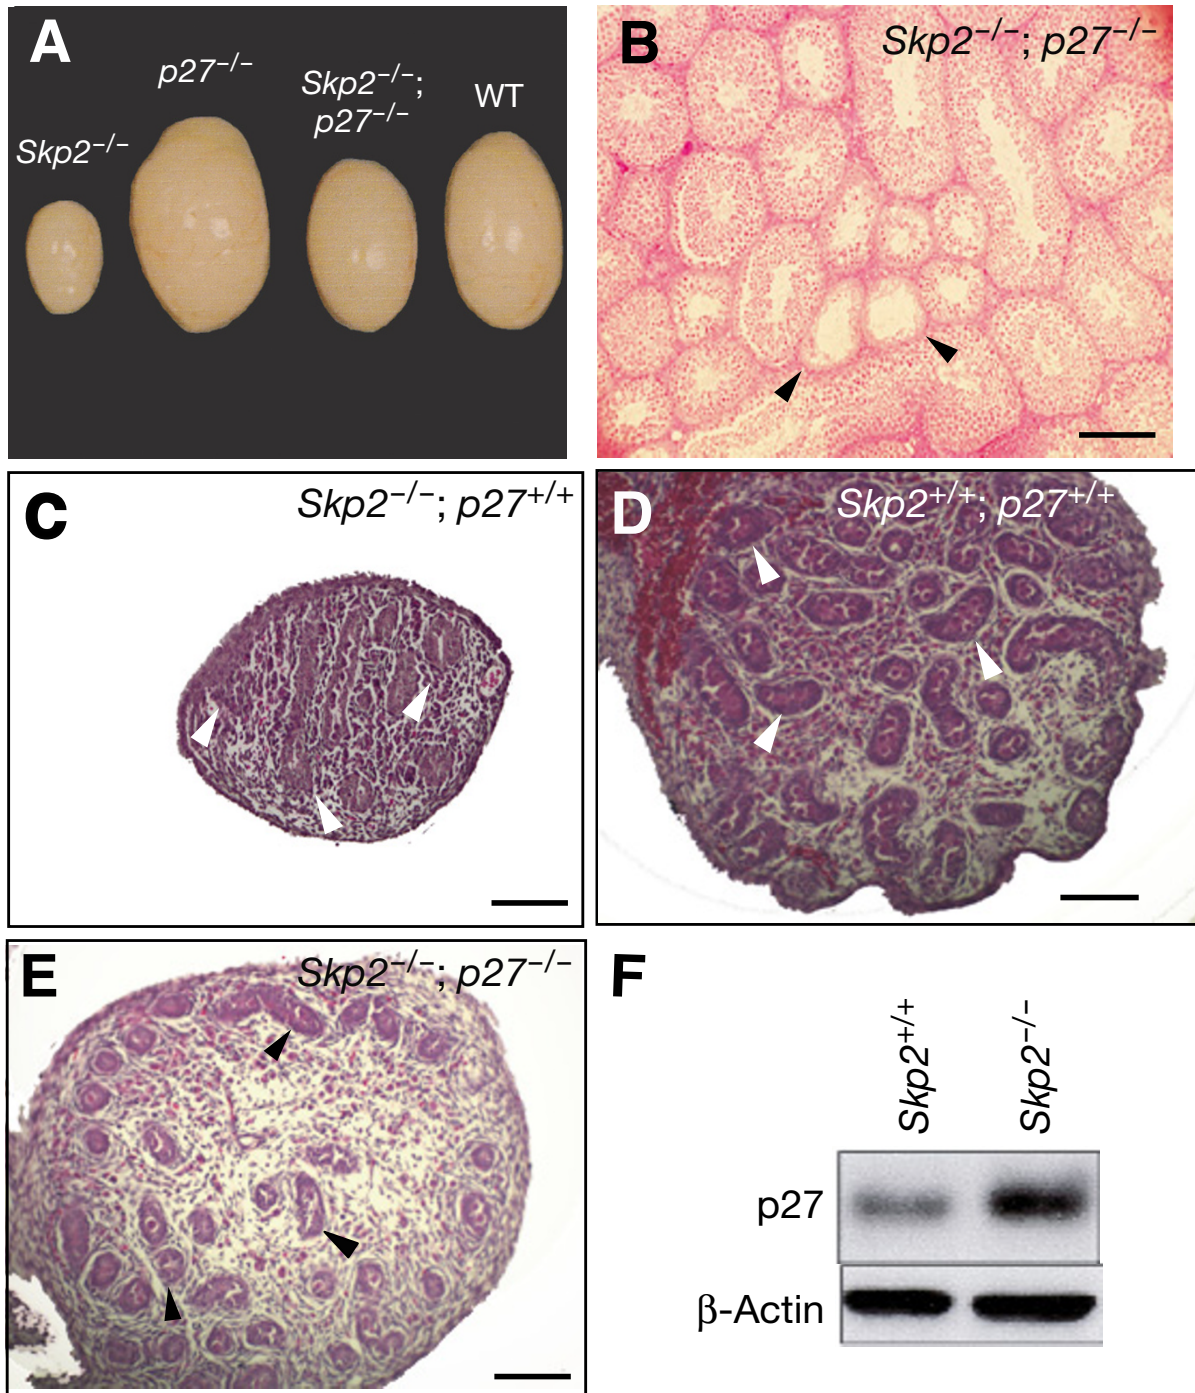 A
Skp2−/−
p27−/−
Skp2−/−;
p27−/−
WT
B
Skp2−/−; p27−/−
C
Skp2−/−; p27+/+
D
Skp2+/+; p27+/+
E
Skp2−/−; p27−/−
F
Skp2+/+
Skp2−/−
p27
β-Actin